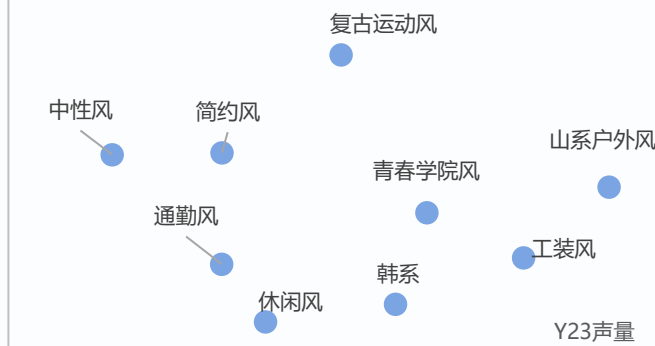 复古运动风
中性风
简约风
山系户外风
青春学院风
通勤风
工装风
韩系
休闲风
Y23声量